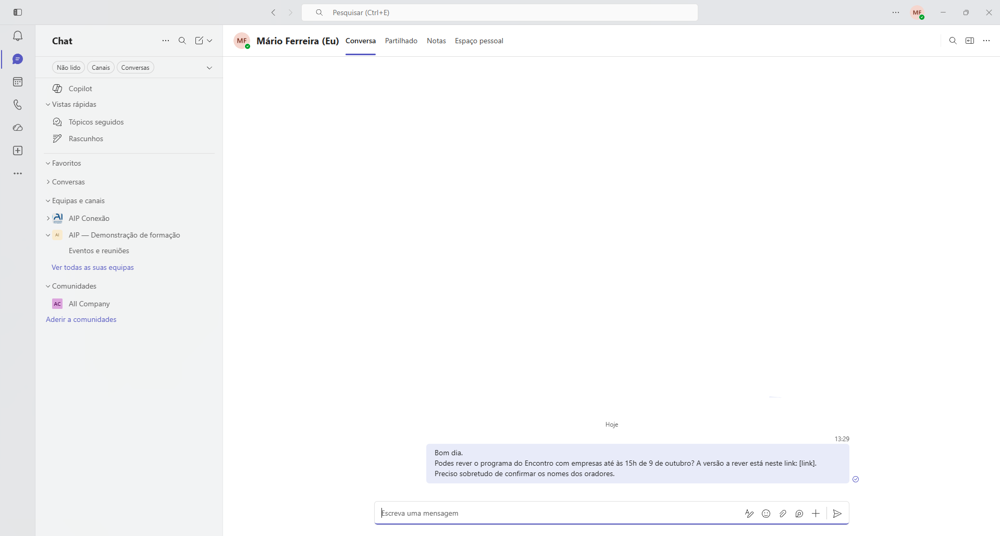 Pesquisar (Ctrl+E)
MF
Chat
Não lido
Canais
Conversas
Copilot
Vistas rápidas
Tópicos seguidos
Rascunhos
Favoritos
Conversas
Equipas e canais
AIP Conexão
AI
AIP — Demonstração de formação
Eventos e reuniões
Ver todas as suas equipas
Comunidades
AC
All Company
Aderir a comunidades
MF
Mário Ferreira (Eu)
Conversa
Partilhado
Notas
Espaço pessoal
Hoje
13:29
Bom dia.
Podes rever o programa do Encontro com empresas até às 15h de 9 de outubro? A versão a rever está neste link: [link].
Preciso sobretudo de confirmar os nomes dos oradores.
Escreva uma mensagem